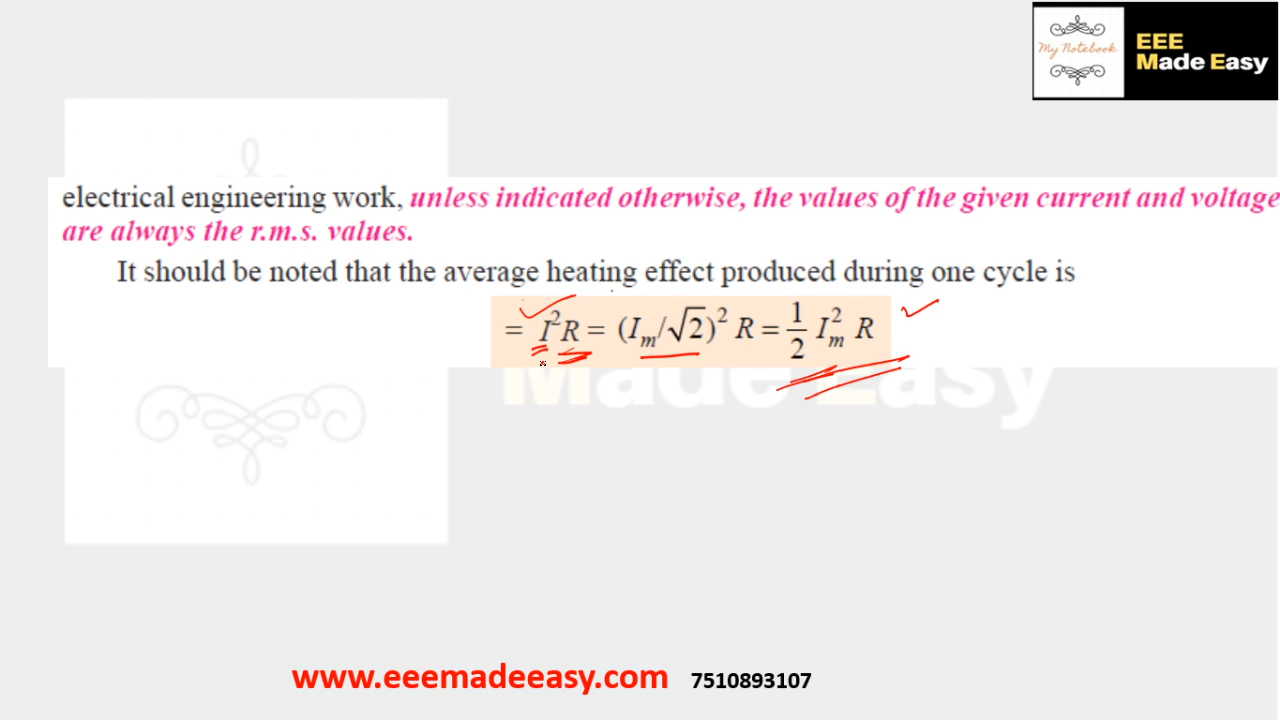 My Notebook
EEE
Made Easy
electrical engineering work, unless indicated otherwise, the values of the given current and voltage
are always the r.m.s. values.
It should be noted that the average heating effect produced during one cycle is
= I²R = (Iₘ/√2)² R = 1/2 Iₘ² R
Made Easy
www.eeemadeeasy.com 7510893107